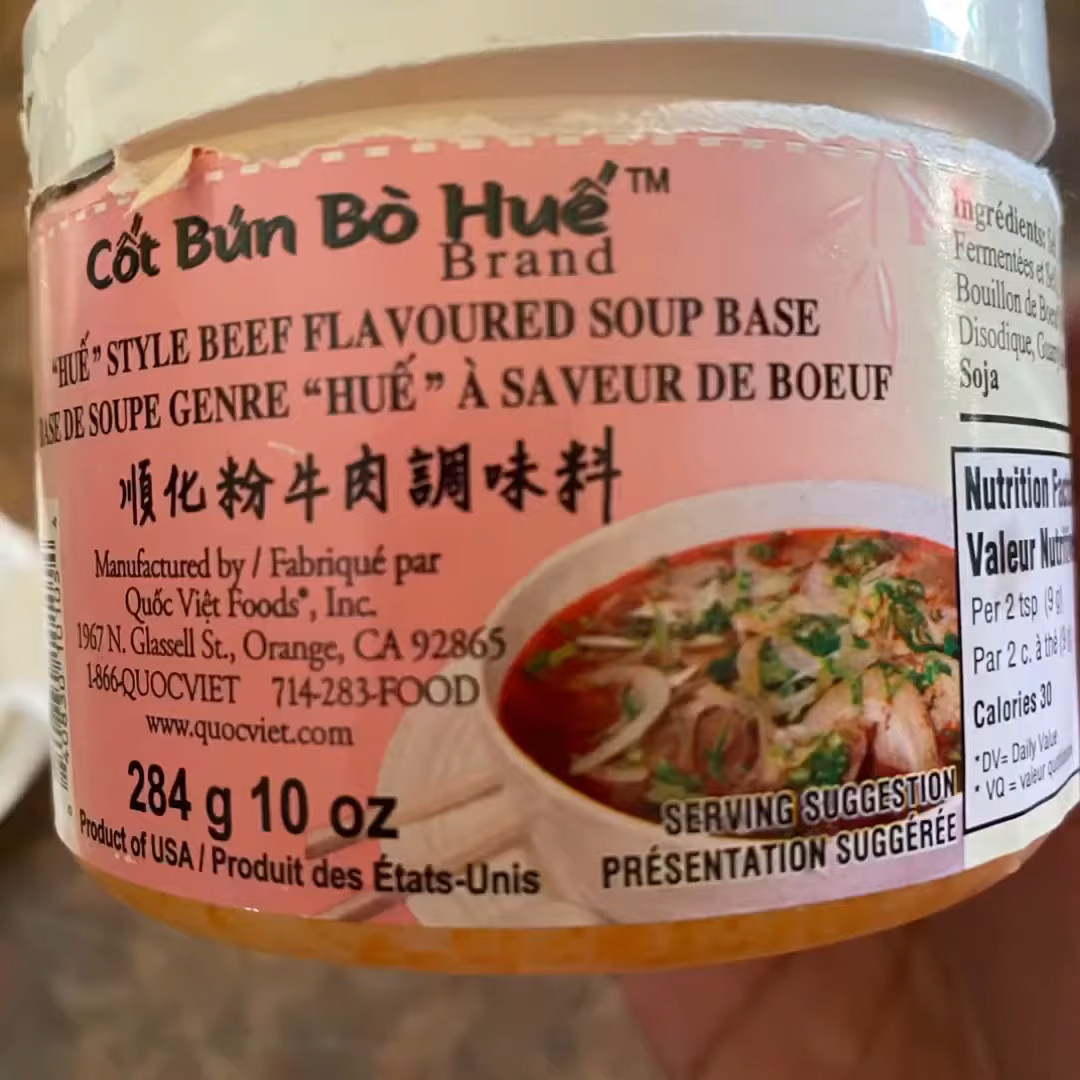 Cốt Bún Bò Huế™
Brand
"HUẾ" STYLE BEEF FLAVOURED SOUP BASE
BASE DE SOUPE GENRE "HUẾ" À SAVEUR DE BOEUF
順化粉牛肉調味料
Manufactured by / Fabriqué par
Quốc Việt Foods®, Inc.
1967 N. Glassell St., Orange, CA 92865
1-866-QUOCVIET 714-283-FOOD
www.quocviet.com
284 g 10 oz
Product of USA / Produit des États-Unis
SERVING SUGGESTION
PRÉSENTATION SUGGÉRÉE
Ingrédients:
Fermentées et
Bouillon de
Disodique,
Soja
Nutrition
Valeur
Per 2 tsp (9 g)
Par 2 c. à thé (9 g)
Calories 30
*DV= Daily Value
* VQ = valeur